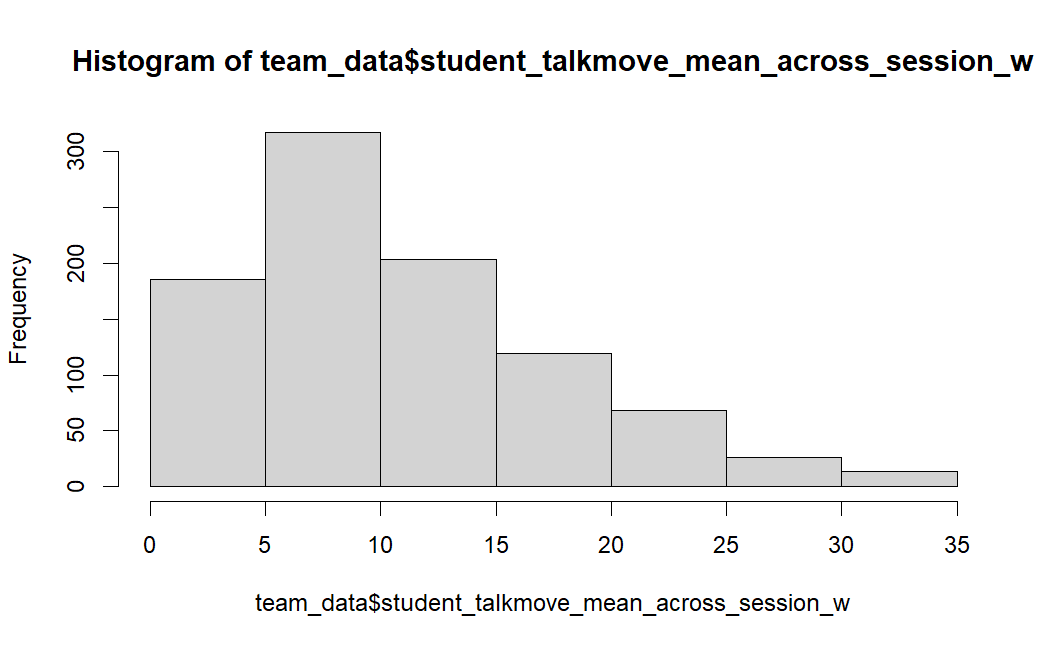 Histogram of team_data$student_talkmove_mean_across_session_w
Frequency
300
200
100
50
0
0 5 10 15 20 25 30 35
team_data$student_talkmove_mean_across_session_w